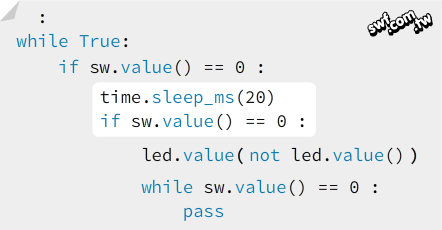 :
while True:
if sw.value() == 0 :
time.sleep_ms(20)
if sw.value() == 0 :
led.value(not led.value())
while sw.value() == 0 :
pass
swf.com.tw